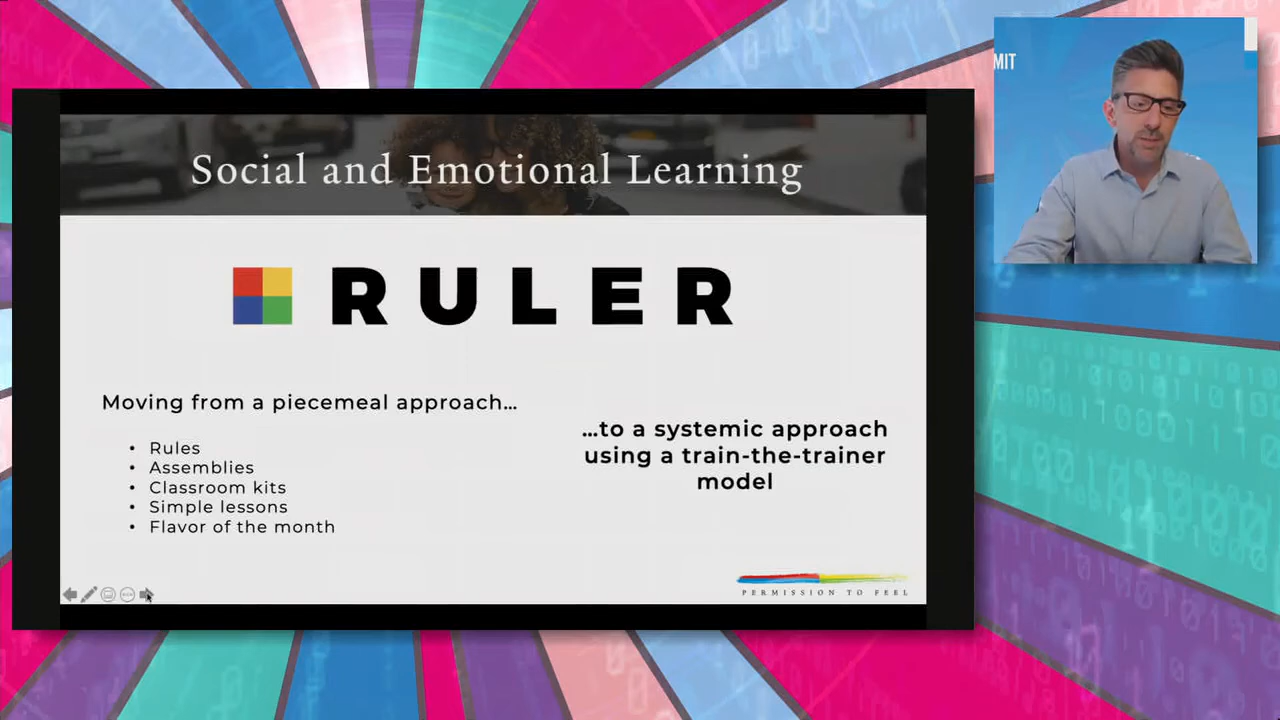 MIT
Social and Emotional Learning
RULER
Moving from a piecemeal approach...
• Rules
• Assemblies
• Classroom kits
• Simple lessons
• Flavor of the month
...to a systemic approach
using a train-the-trainer
model
PERMISSION TO FEEL